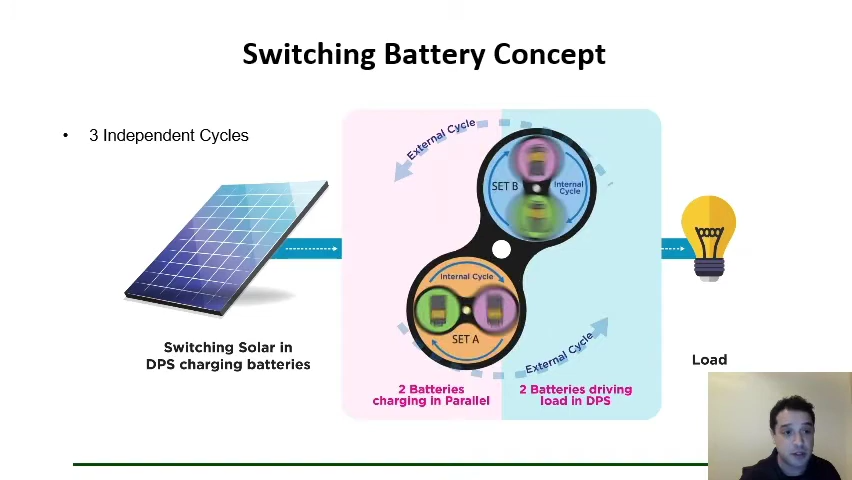 Switching Battery Concept
• 3 Independent Cycles
External Cycle
SET B
Internal
Cycle
Internal Cycle
SET A
External Cycle
Switching Solar in
DPS charging batteries
2 Batteries
charging in Parallel
2 Batteries driving
load in DPS
Load